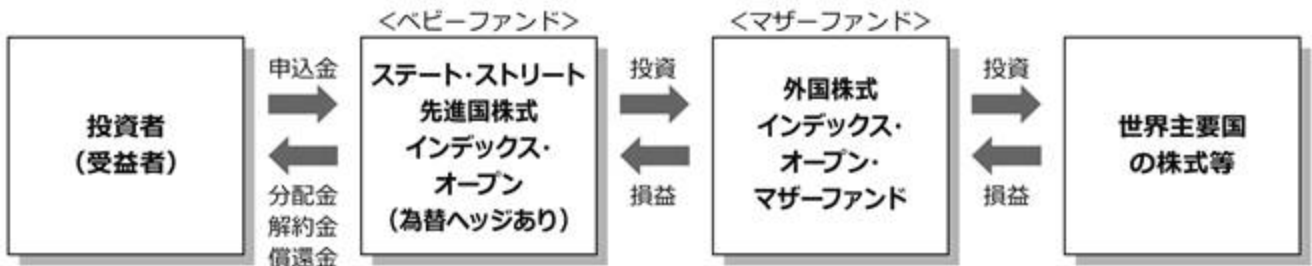 ＜ベビーファンド＞
＜マザーファンド＞
投資者
（受益者）
申込金
分配金
解約金
償還金
ステート・ストリート
先進国株式
インデックス・
オープン
（為替ヘッジあり）
投資
損益
外国株式
インデックス・
オープン・
マザーファンド
投資
損益
世界主要国
の株式等